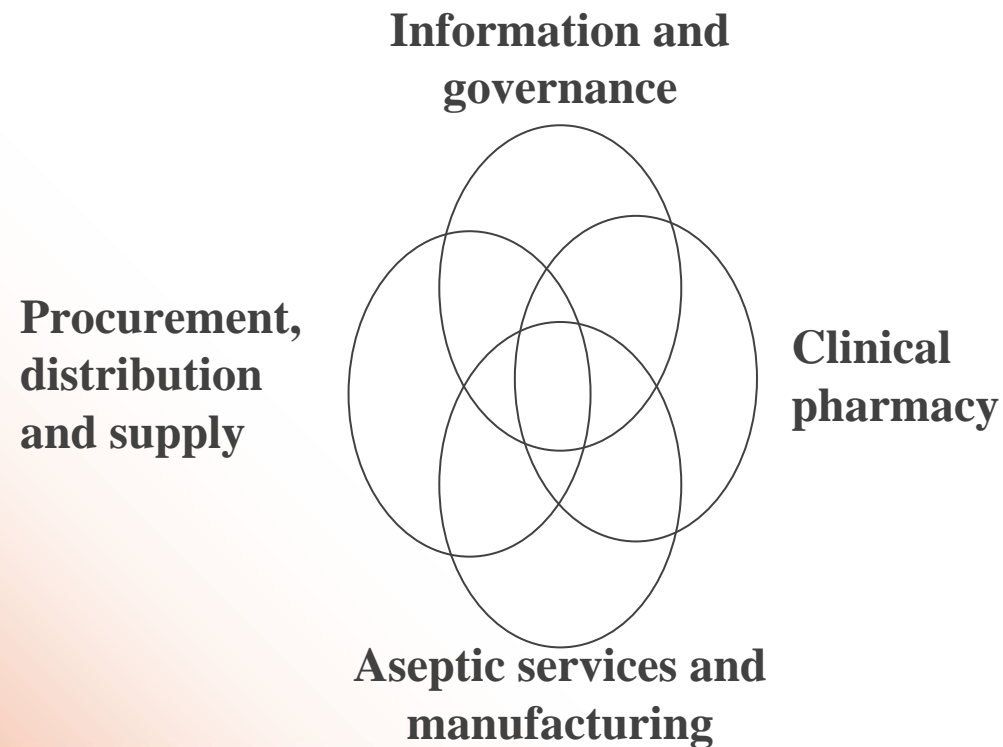 Information and
governance
Procurement,
distribution
and supply
Clinical
pharmacy
Aseptic services and
manufacturing